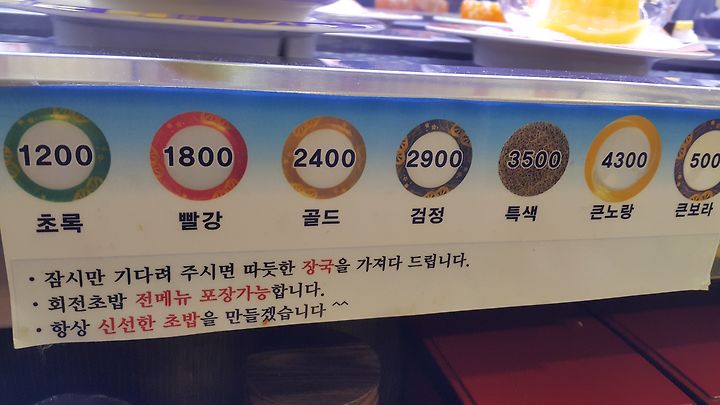 1200 1800 2400 2900 3500 4300 500
초록 빨강 골드 검정 특색 큰노랑 큰보라
· 잠시만 기다려 주시면 따듯한 장국을 가져다 드립니다.
· 회전초밥 전메뉴 포장가능합니다.
· 항상 신선한 초밥을 만들겠습니다 ^^